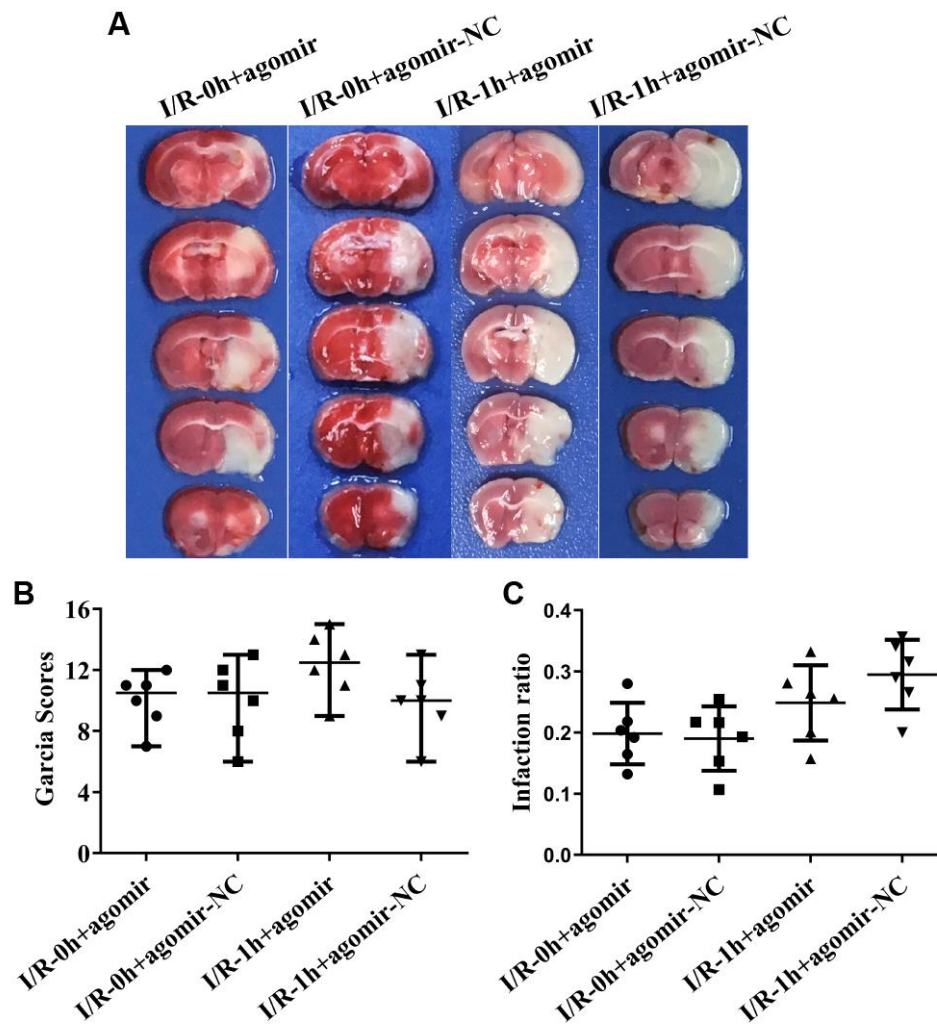 A
I/R-0h+agomir
I/R-0h+agomir-NC
I/R-1h+agomir
I/R-1h+agomir-NC
B
Garcia Scores
16
12
8
4
0
I/R-0h+agomir
I/R-0h+agomir-NC
I/R-1h+agomir
I/R-1h+agomir-NC
C
Infaction ratio
0.4
0.3
0.2
0.1
0.0
I/R-0h+agomir
I/R-0h+agomir-NC
I/R-1h+agomir
I/R-1h+agomir-NC